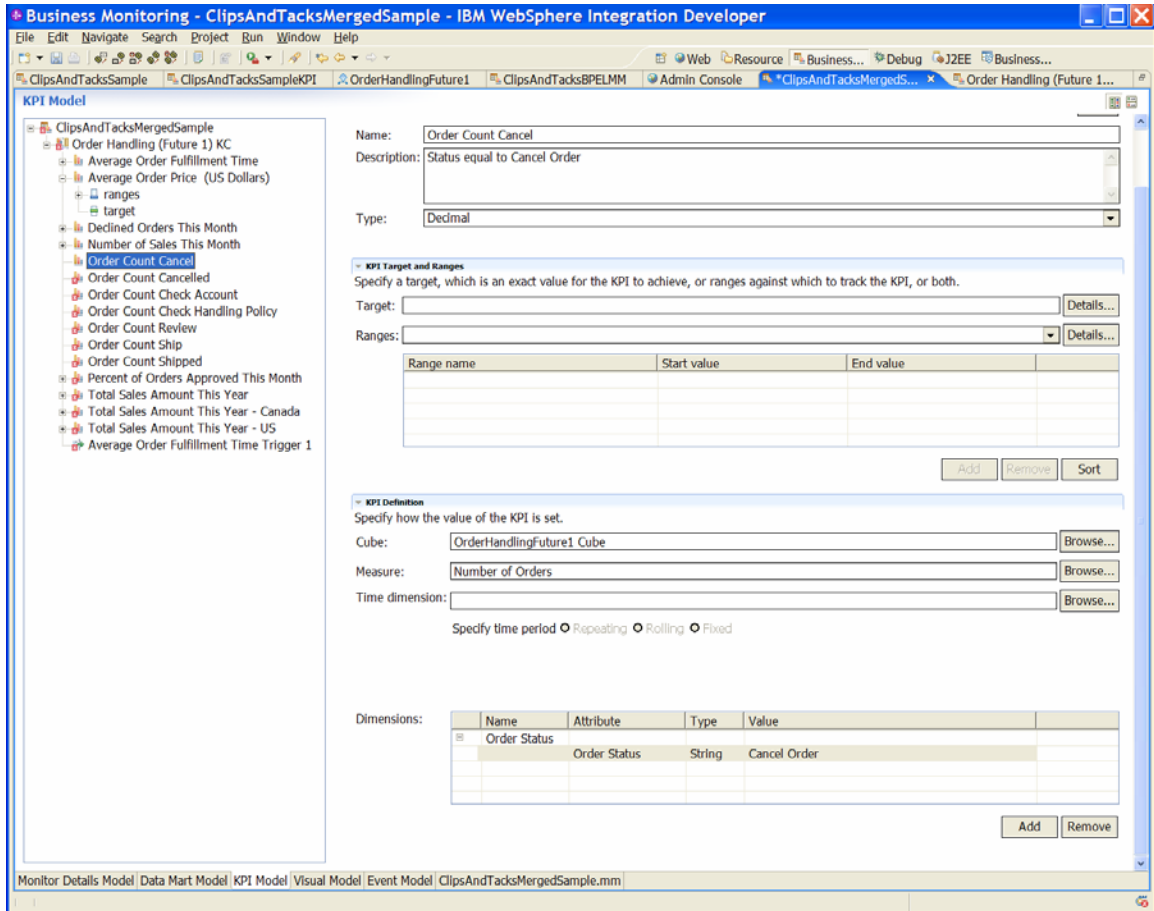 Business Monitoring - ClipsAndTacksMergedSample - IBM WebSphere Integration Developer
File Edit Navigate Search Project Run Window Help
Web Resource Business... Debug J2EE Business...
ClipsAndTacksSample ClipsAndTacksSampleKPI OrderHandlingFuture1 ClipsAndTacksBPELMM Admin Console *ClipsAndTacksMergedS... Order Handling (Future 1...
KPI Model
ClipsAndTacksMergedSample
Order Handling (Future 1) KC
Average Order Fulfillment Time
Average Order Price (US Dollars)
ranges
target
Declined Orders This Month
Number of Sales This Month
Order Count Cancel
Order Count Cancelled
Order Count Check Account
Order Count Check Handling Policy
Order Count Review
Order Count Ship
Order Count Shipped
Percent of Orders Approved This Month
Total Sales Amount This Year
Total Sales Amount This Year - Canada
Total Sales Amount This Year - US
Average Order Fulfillment Time Trigger 1
Name: Order Count Cancel
Description: Status equal to Cancel Order
Type: Decimal
KPI Target and Ranges
Specify a target, which is an exact value for the KPI to achieve, or ranges against which to track the KPI, or both.
Target: Details...
Ranges: Details...
Range name Start value End value
Add Remove Sort
KPI Definition
Specify how the value of the KPI is set.
Cube: OrderHandlingFuture1 Cube Browse...
Measure: Number of Orders Browse...
Time dimension: Browse...
Specify time period Repeating Rolling Fixed
Dimensions: Name Attribute Type Value
Order Status
Order Status String Cancel Order
Add Remove
Monitor Details Model Data Mart Model KPI Model Visual Model Event Model ClipsAndTacksMergedSample.mm